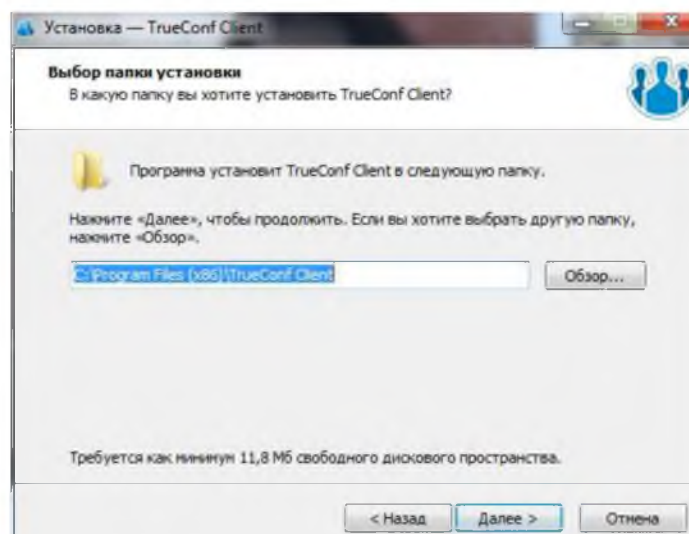 Установка — TrueConf Client
Выбор папки установки
В какую папку вы хотите установить TrueConf Client?
Программа установит TrueConf Client в следующую папку.
Нажмите «Далее», чтобы продолжить. Если вы хотите выбрать другую папку,
нажмите «Обзор».
C:\Program Files (x86)\TrueConf Client
Обзор...
Требуется как минимум 11,8 Мб свободного дискового пространства.
< Назад
Далее >
Отмена